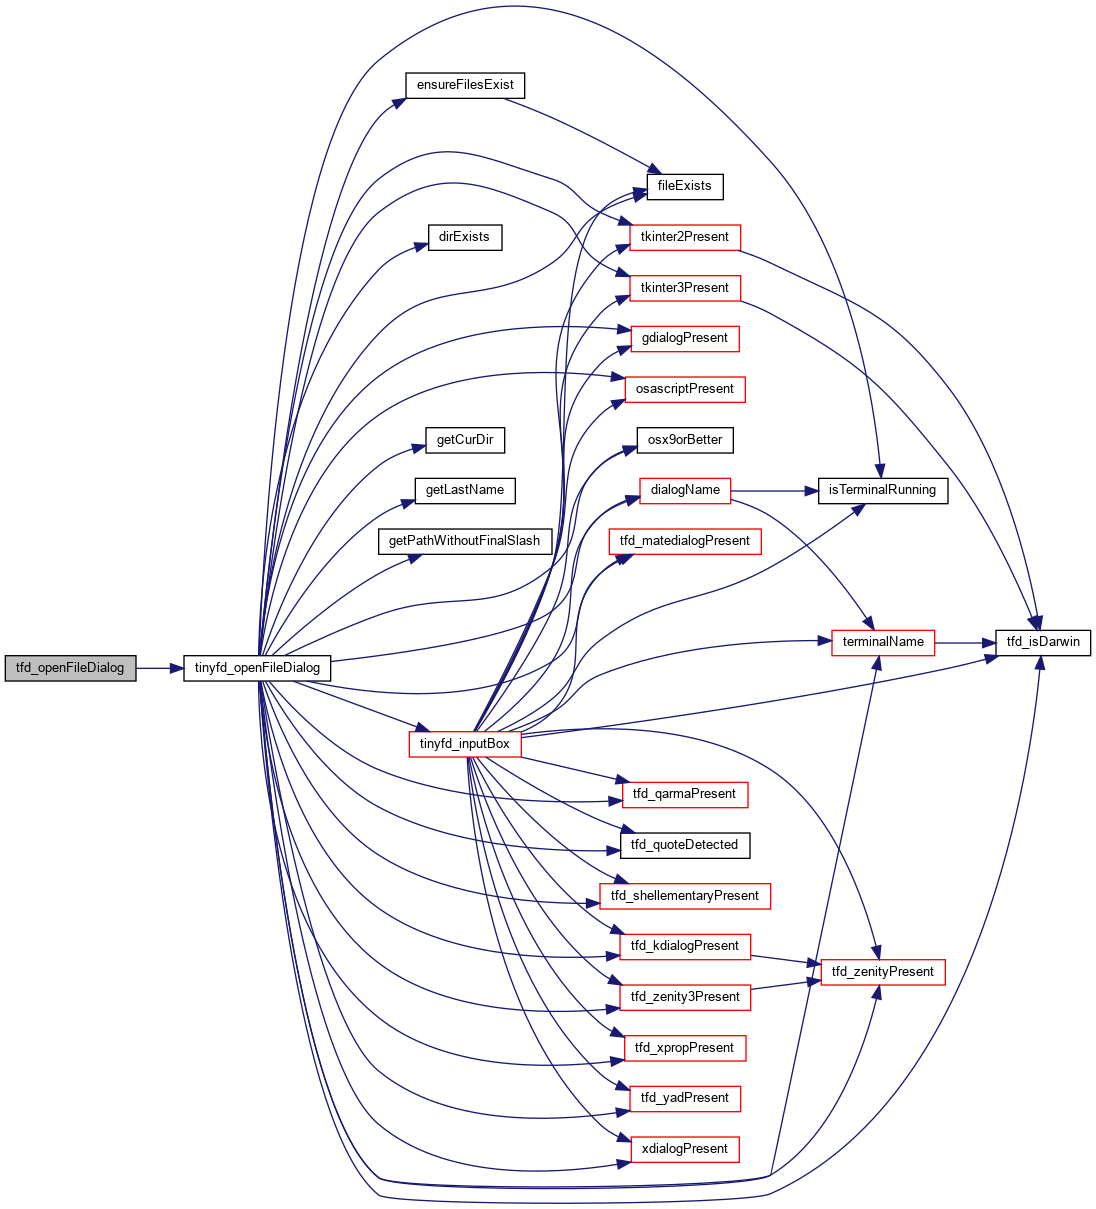 ensureFilesExist
fileExists
dirExists
tkinter2Present
tkinter3Present
gdialogPresent
osascriptPresent
getCurDir
osx9orBetter
getLastName
dialogName
isTerminalRunning
getPathWithoutFinalSlash
tfd_matedialogPresent
terminalName
tfd_isDarwin
tfd_openFileDialog
tinyfd_openFileDialog
tinyfd_inputBox
tfd_qarmaPresent
tfd_quoteDetected
tfd_shellementaryPresent
tfd_kdialogPresent
tfd_zenityPresent
tfd_zenity3Present
tfd_xpropPresent
tfd_yadPresent
xdialogPresent